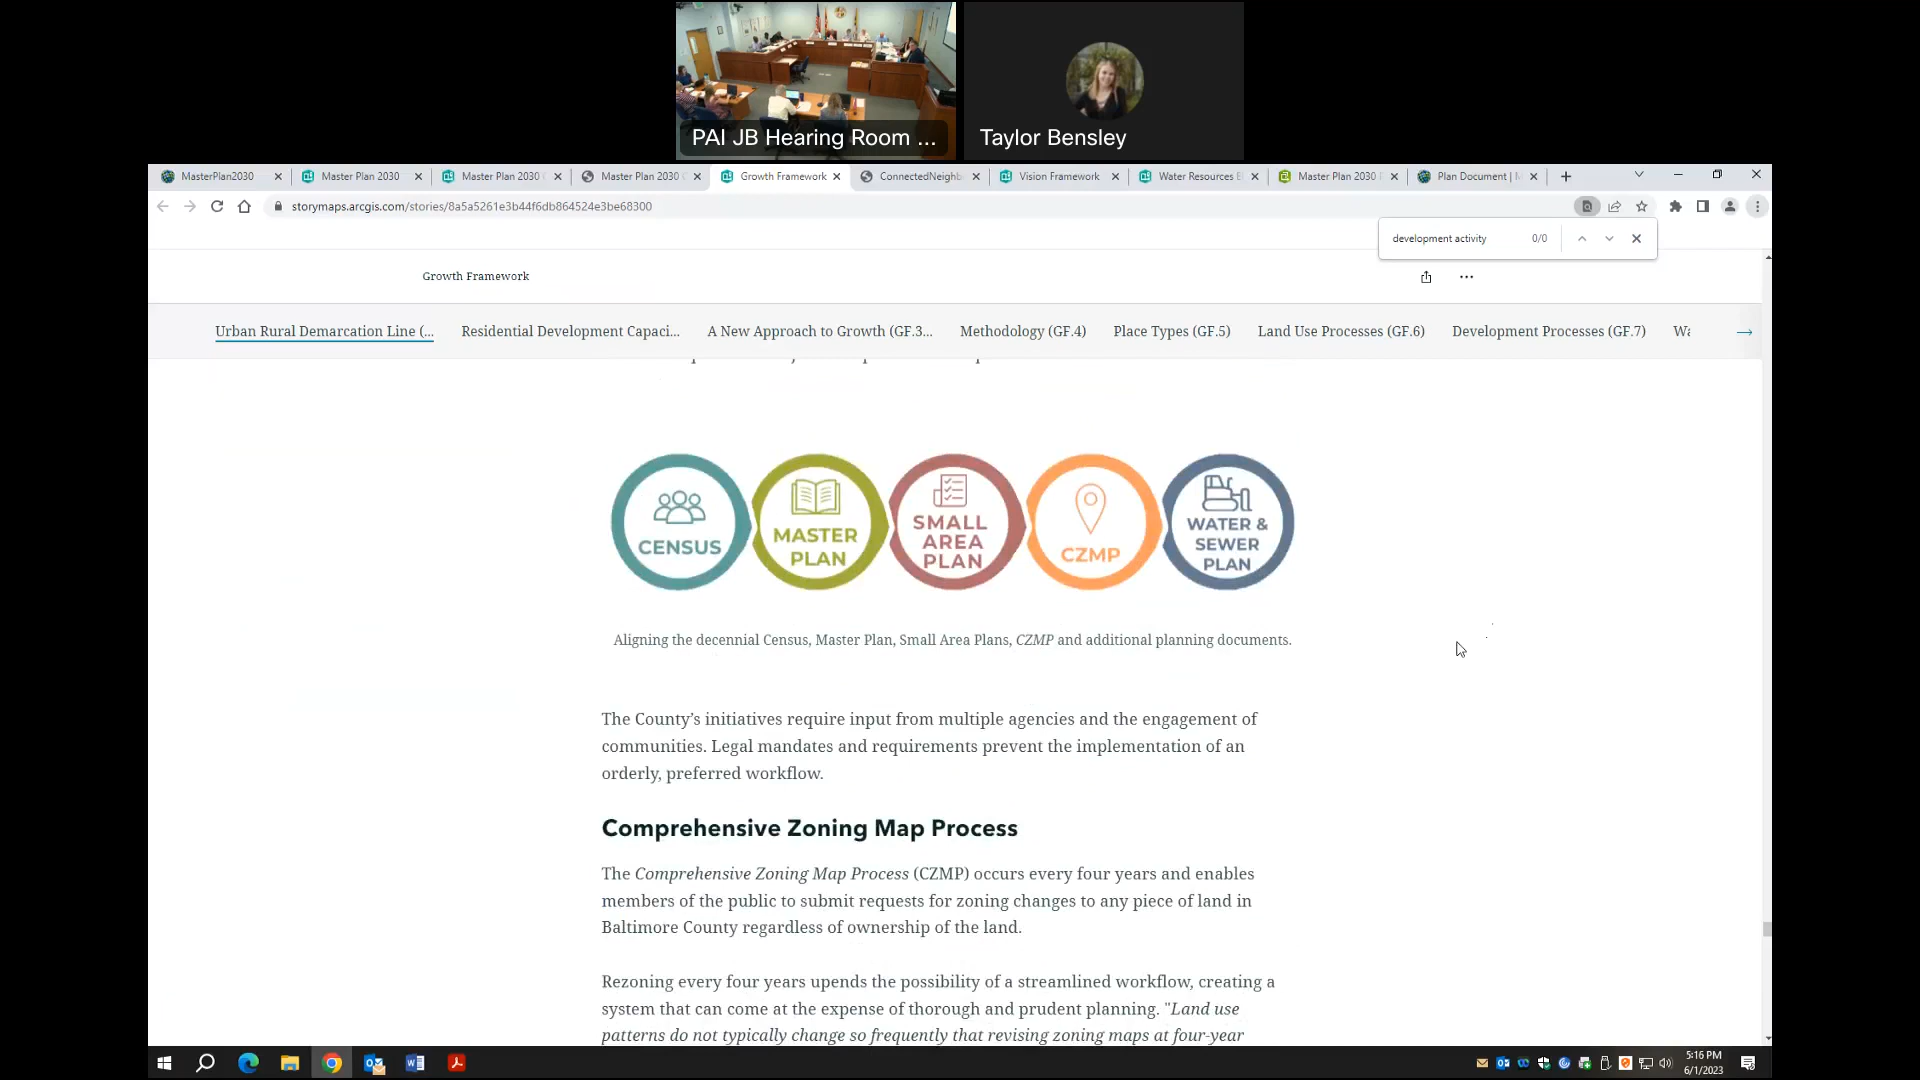 PAI JB Hearing Room ...
Taylor Bensley
MasterPlan2030
Master Plan 2030
Master Plan 2030
Master Plan 2030
Growth Framework
ConnectedNeighb
Vision Framework
Water Resources
Master Plan 2030
Plan Document |
storymaps.arcgis.com/stories/8a5a5261e3b44f6db864524e3be68300
development activity 0/0
Growth Framework
Urban Rural Demarcation Line (...
Residential Development Capaci...
A New Approach to Growth (GF.3...
Methodology (GF.4)
Place Types (GF.5)
Land Use Processes (GF.6)
Development Processes (GF.7)
Wa
CENSUS
MASTER
PLAN
SMALL
AREA
PLAN
CZMP
WATER &
SEWER
PLAN
Aligning the decennial Census, Master Plan, Small Area Plans, CZMP and additional planning documents.
The County’s initiatives require input from multiple agencies and the engagement of
communities. Legal mandates and requirements prevent the implementation of an
orderly, preferred workflow.
Comprehensive Zoning Map Process
The Comprehensive Zoning Map Process (CZMP) occurs every four years and enables
members of the public to submit requests for zoning changes to any piece of land in
Baltimore County regardless of ownership of the land.
Rezoning every four years upends the possibility of a streamlined workflow, creating a
system that can come at the expense of thorough and prudent planning. "Land use
patterns do not typically change so frequently that revising zoning maps at four-year
5:16 PM
6/1/2023